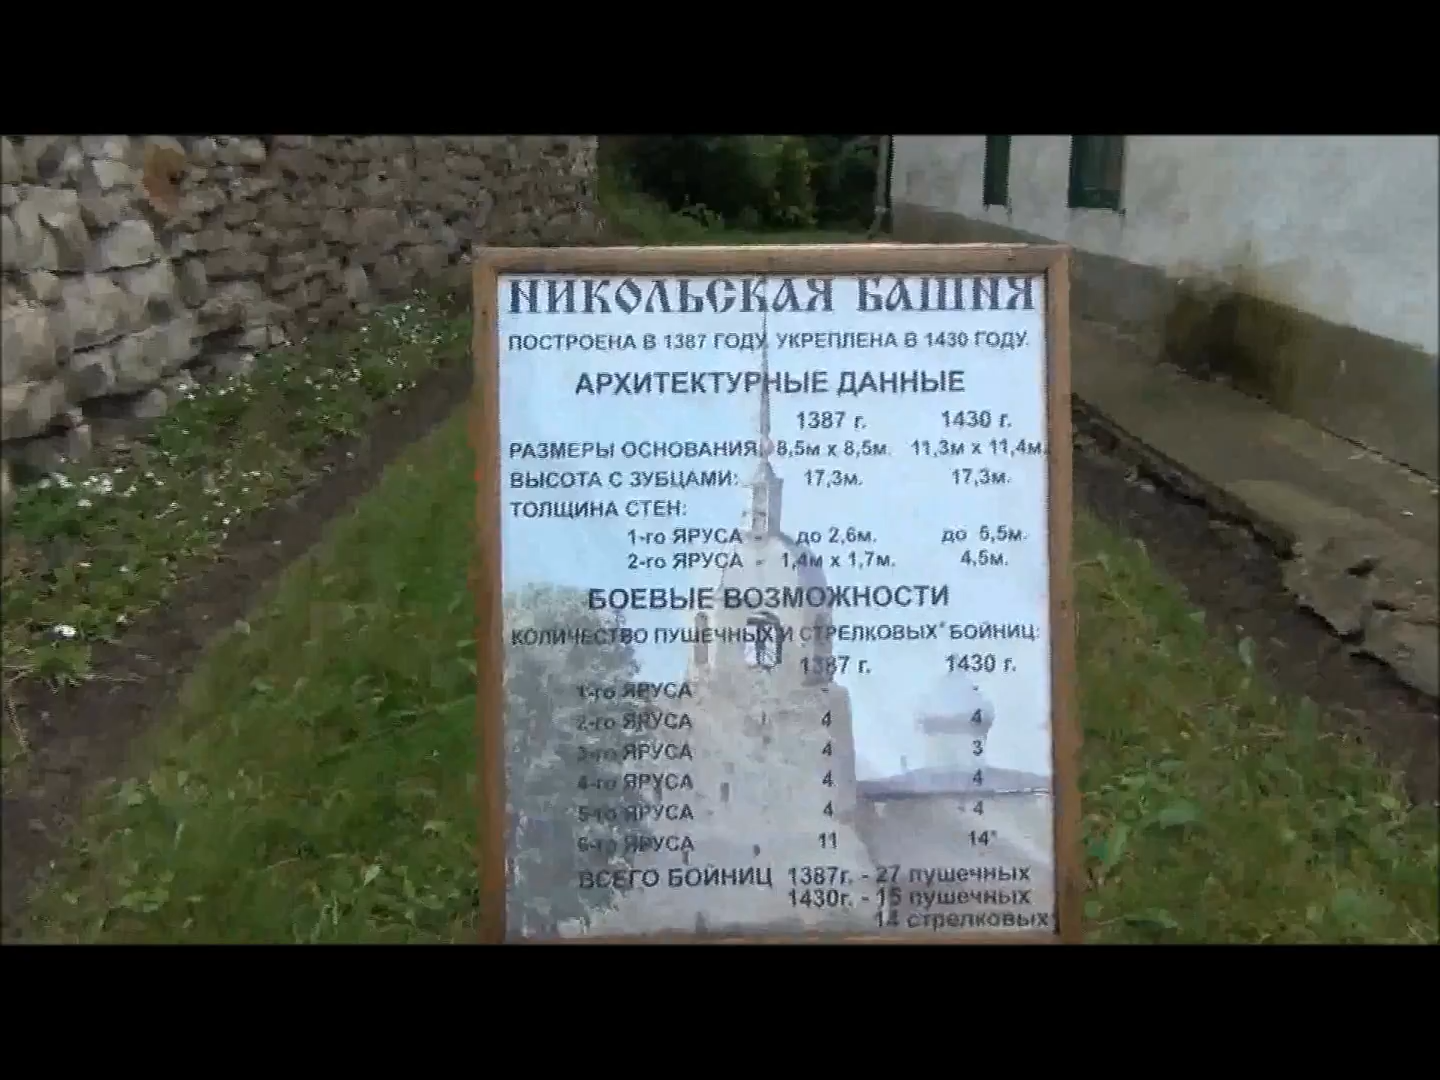 НИКОЛЬСКАЯ БАШНЯ
ПОСТРОЕНА В 1387 ГОДУ. УКРЕПЛЕНА В 1430 ГОДУ.
АРХИТЕКТУРНЫЕ ДАННЫЕ
1387 г. 1430 г.
РАЗМЕРЫ ОСНОВАНИЯ: 8,5м х 8,5м. 11,3м х 11,4м.
ВЫСОТА С ЗУБЦАМИ: 17,3м. 17,3м.
ТОЛЩИНА СТЕН:
1-го ЯРУСА - до 2,6м. до 5,5м.
2-го ЯРУСА - 1,4м х 1,7м. 4,5м.
БОЕВЫЕ ВОЗМОЖНОСТИ
КОЛИЧЕСТВО ПУШЕЧНЫХ И СТРЕЛКОВЫХ* БОЙНИЦ:
1387 г. 1430 г.
1-го ЯРУСА - -
2-го ЯРУСА 4 4
3-го ЯРУСА 4 3
4-го ЯРУСА 4 4
5-го ЯРУСА 4 4
6-го ЯРУСА 11 14*
ВСЕГО БОЙНИЦ 1387г. - 27 пушечных
1430г. - 15 пушечных
14 стрелковых